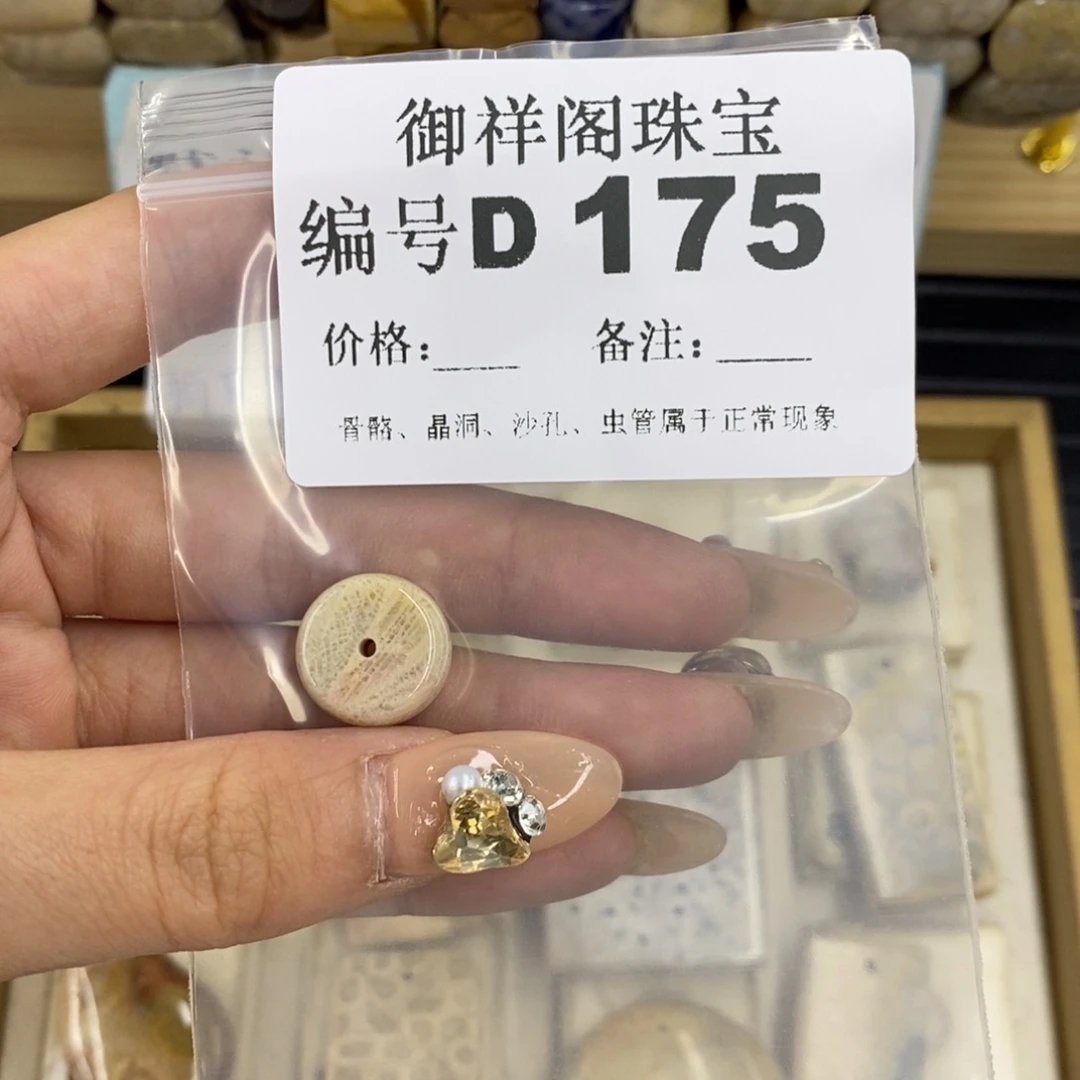 御祥阁珠宝
编号D 175
价格:___ 备注:____
骨骼、晶洞、沙孔、虫管属于正常现象